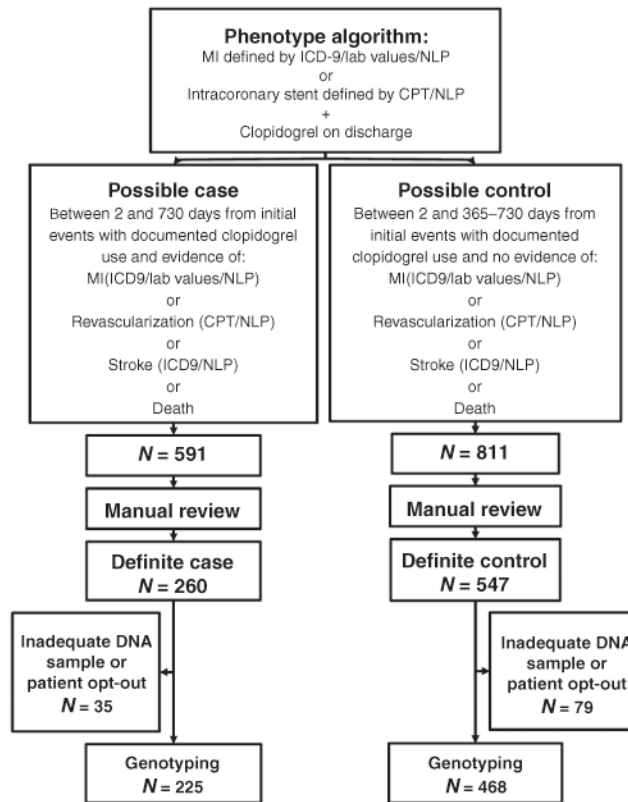 Phenotype algorithm:
MI defined by ICD-9/lab values/NLP
or
Intracoronary stent defined by CPT/NLP
+
Clopidogrel on discharge
Possible case
Between 2 and 730 days from initial
events with documented clopidogrel
use and evidence of:
MI(ICD9/lab values/NLP)
or
Revascularization (CPT/NLP)
or
Stroke (ICD9/NLP)
or
Death
Possible control
Between 2 and 365–730 days from
initial events with documented
clopidogrel use and no evidence of:
MI(ICD9/lab values/NLP)
or
Revascularization (CPT/NLP)
or
Stroke (ICD9/NLP)
or
Death
N = 591
N = 811
Manual review
Manual review
Definite case
N = 260
Definite control
N = 547
Inadequate DNA
sample or
patient opt-out
N = 35
Inadequate DNA
sample or
patient opt-out
N = 79
Genotyping
N = 225
Genotyping
N = 468